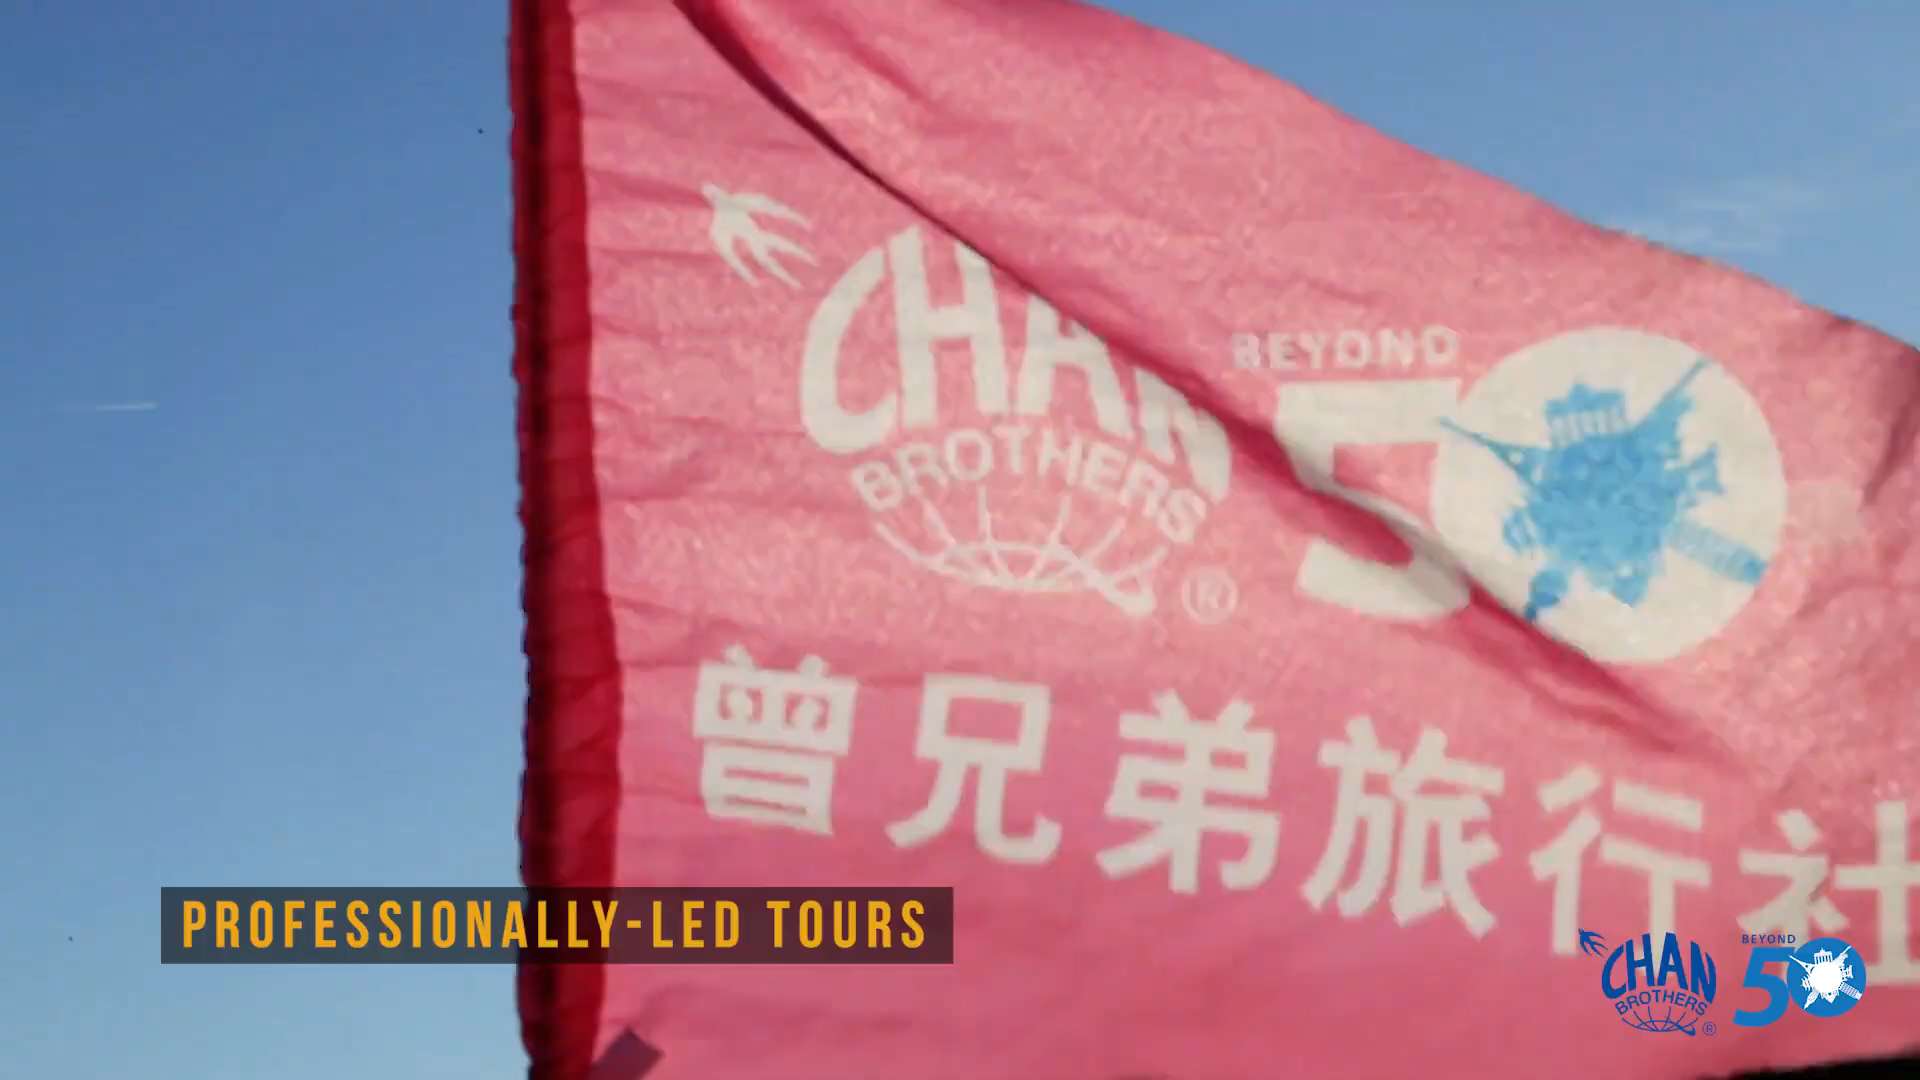 CHAN
BROTHERS
®
BEYOND
50
曾兄弟旅行社
PROFESSIONALLY-LED TOURS
CHAN
BROTHERS
®
BEYOND
50